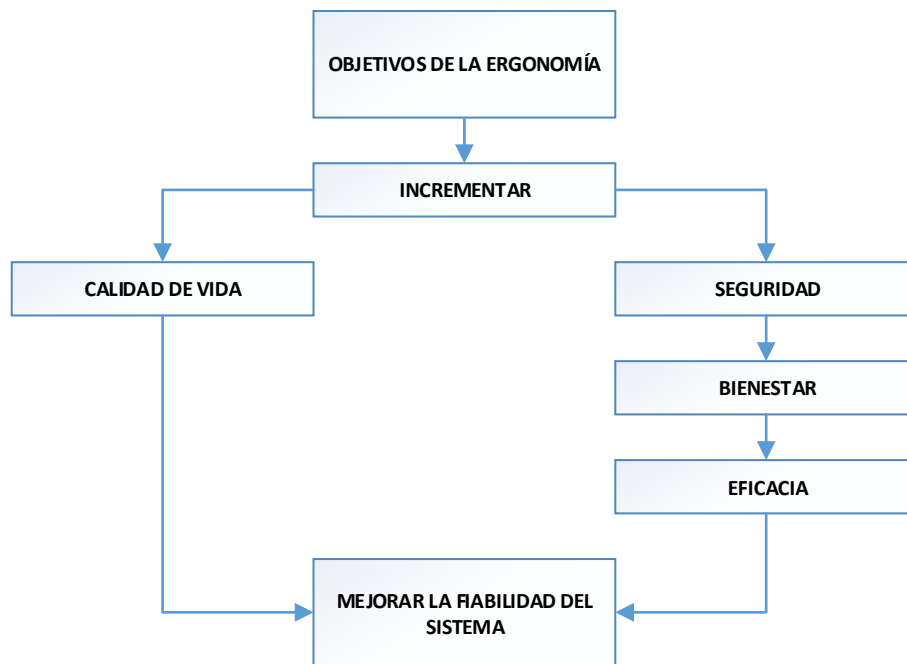 OBJETIVOS DE LA ERGONOMÍA
INCREMENTAR
CALIDAD DE VIDA
SEGURIDAD
BIENESTAR
EFICACIA
MEJORAR LA FIABILIDAD DEL
SISTEMA